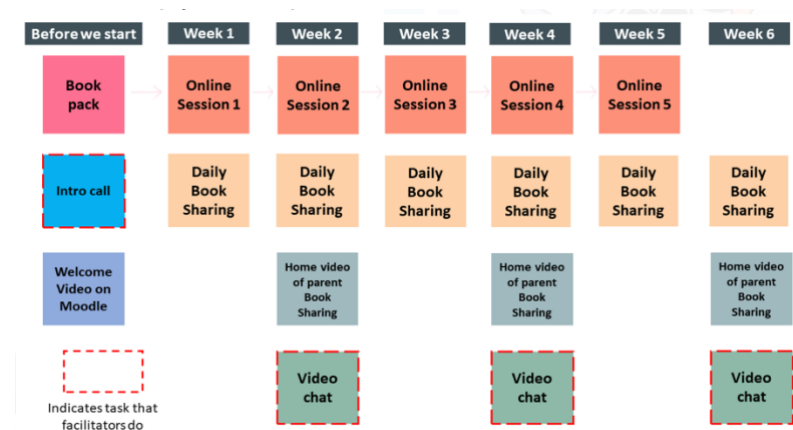 Before we start
Week 1
Week 2
Week 3
Week 4
Week 5
Week 6
Book
pack
Online
Session 1
Online
Session 2
Online
Session 3
Online
Session 4
Online
Session 5
Intro call
Daily
Book
Sharing
Daily
Book
Sharing
Daily
Book
Sharing
Daily
Book
Sharing
Daily
Book
Sharing
Daily
Book
Sharing
Welcome
Video on
Moodle
Home video
of parent
Book
Sharing
Home video
of parent
Book
Sharing
Home video
of parent
Book
Sharing
Video
chat
Video
chat
Video
chat
Indicates task that
facilitators do